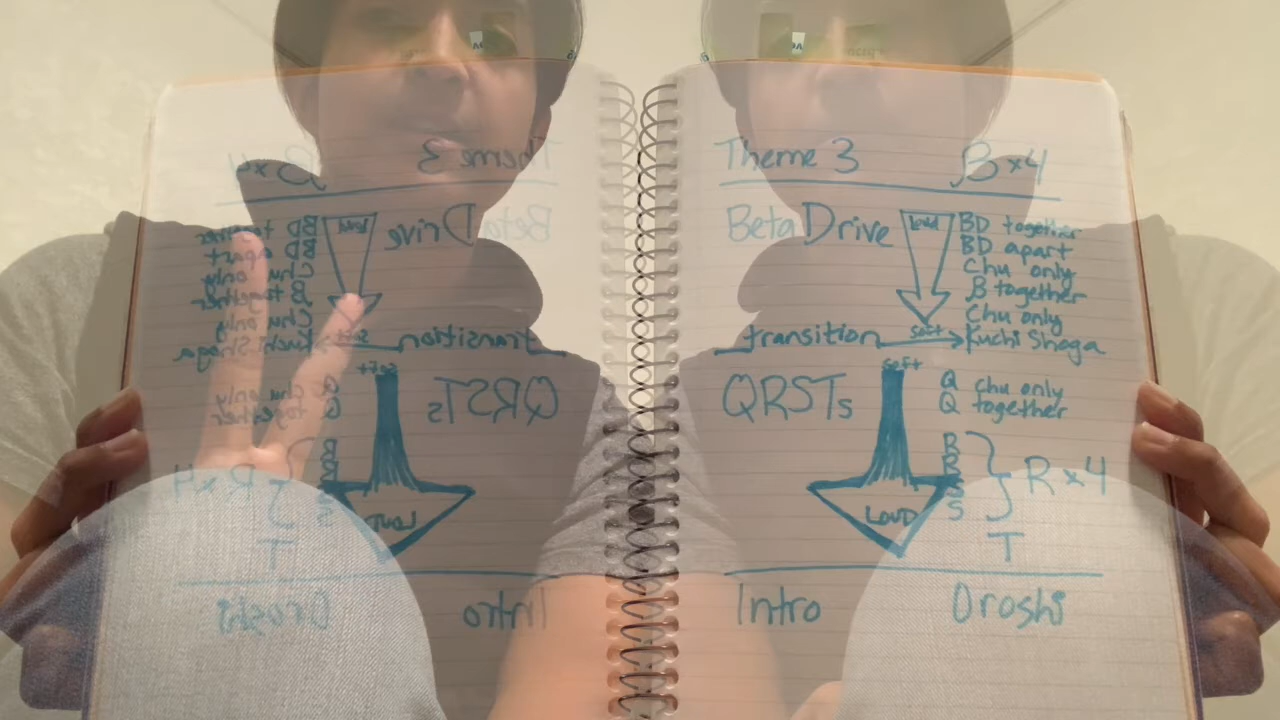 Theme 3 B x4
Beta Drive
Loud
BD together
BD apart
Chu only
B together
Chu only
transition soft Kuchi Shoga
soft
QRSTs
Q chu only
Q together
B
B
R
S
S
R x4
LOUD
T
Intro Oroshi